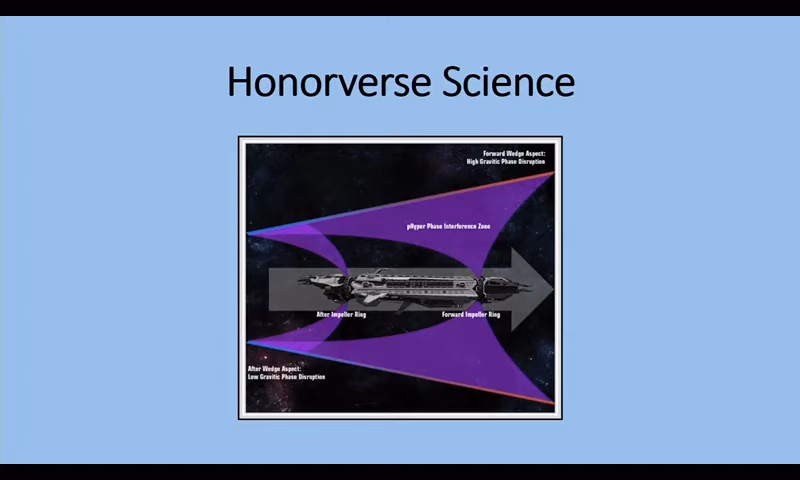 Honorverse Science
Forward Wedge Aspect:
High Gravitic Phase Disruption
pHyper Phase Interference Zone
After Impeller Ring
Forward Impeller Ring
After Wedge Aspect:
Low Gravitic Phase Disruption